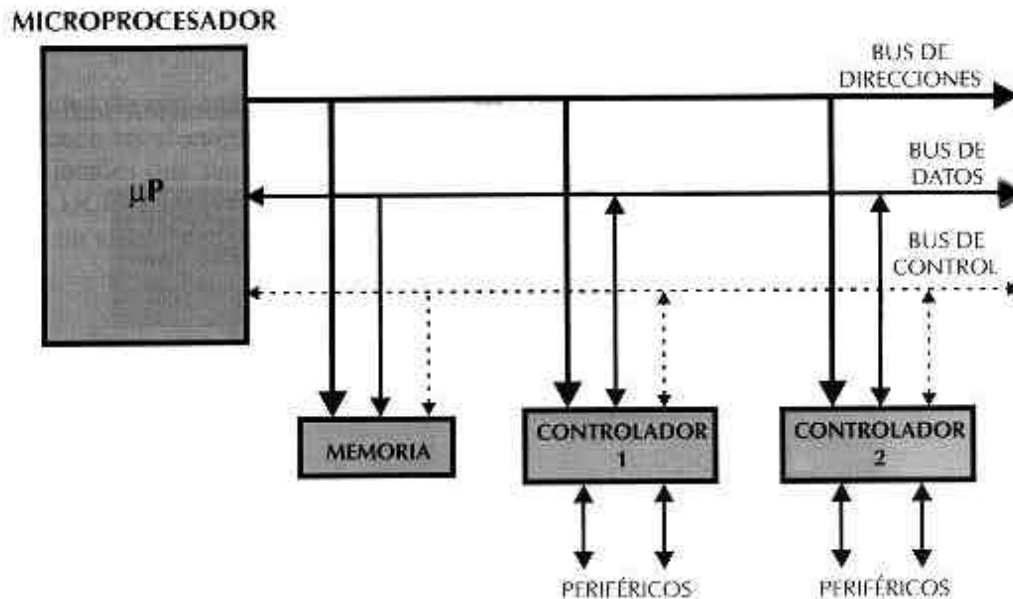 MICROPROCESADOR
μP
BUS DE
DIRECCIONES
BUS DE
DATOS
BUS DE
CONTROL
MEMORIA
CONTROLADOR
1
CONTROLADOR
2
PERIFÉRICOS
PERIFÉRICOS